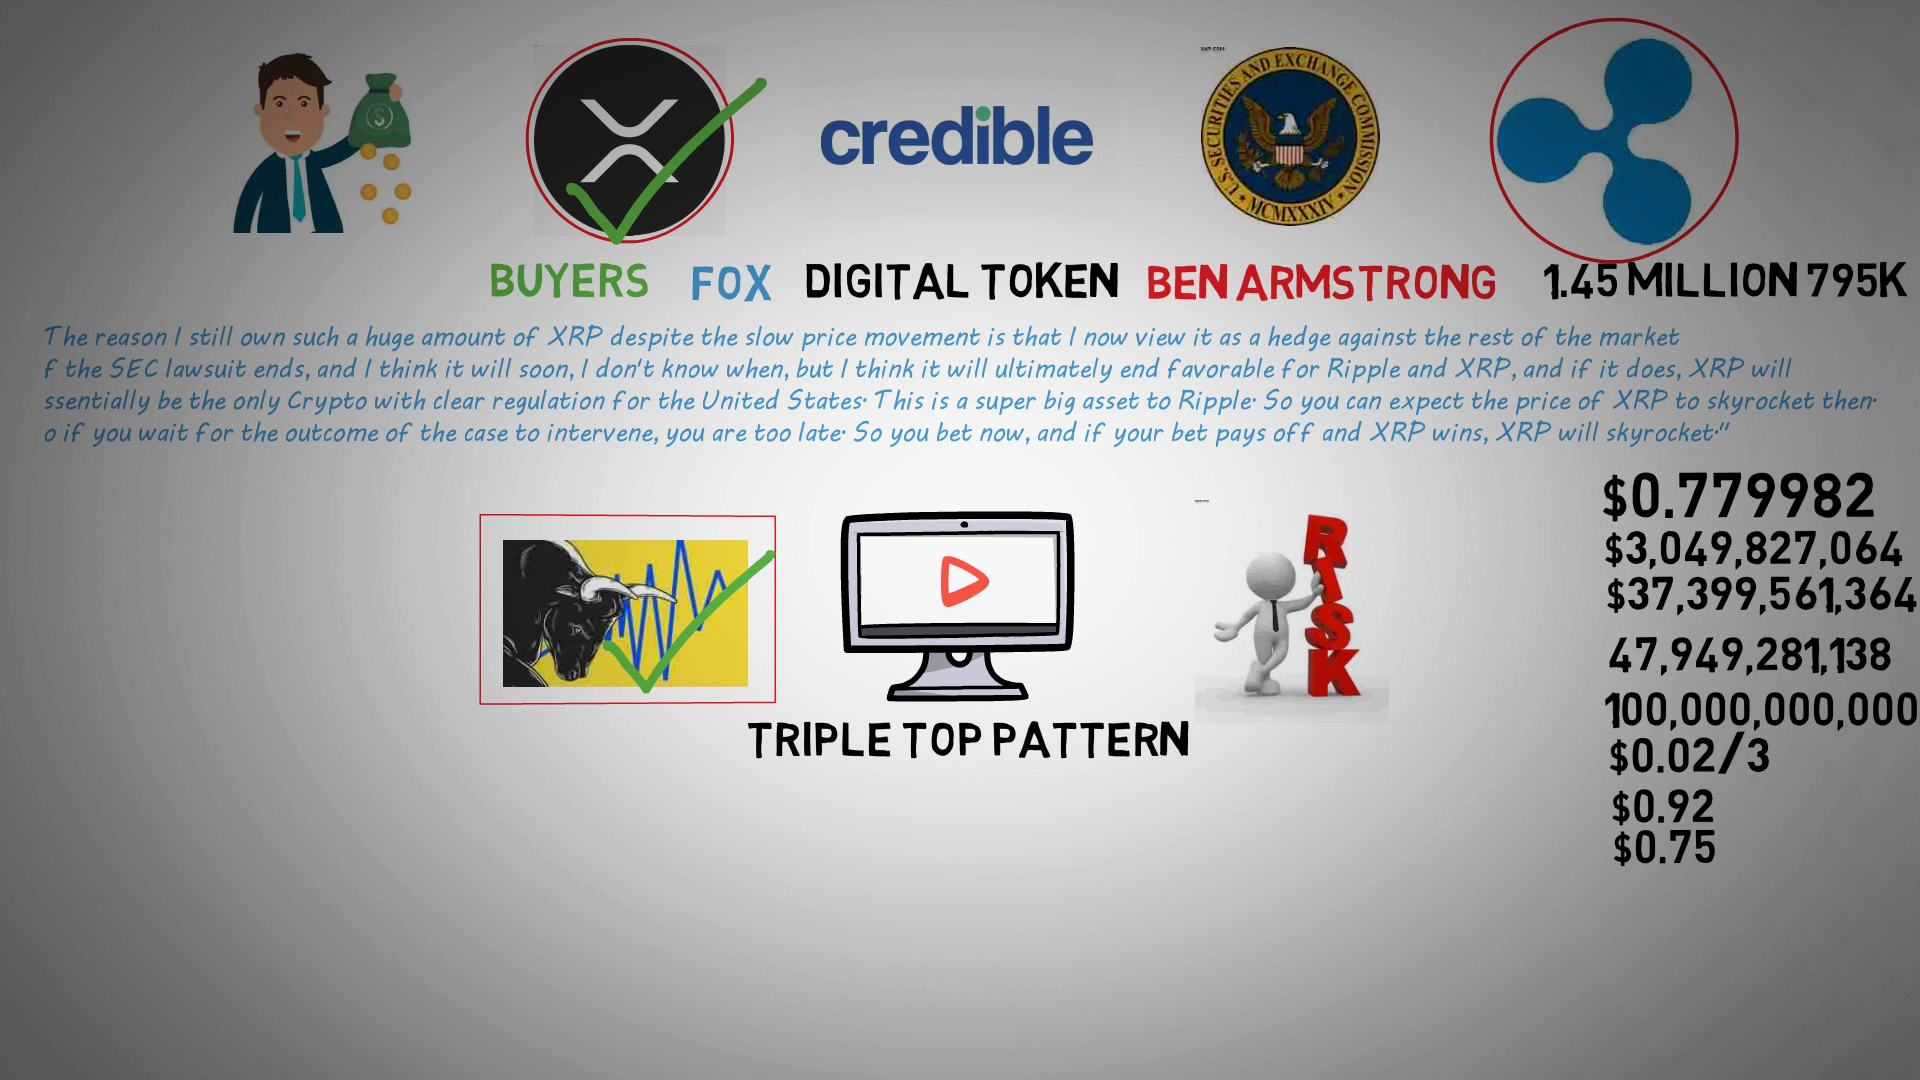 credible
U.S. SECURITIES AND EXCHANGE COMMISSION
MCMXXXIV
BUYERS FOX DIGITAL TOKEN BEN ARMSTRONG 1.45 MILLION 795K
The reason I still own such a huge amount of XRP despite the slow price movement is that I now view it as a hedge against the rest of the market
f the SEC lawsuit ends, and I think it will soon, I don't know when, but I think it will ultimately end favorable for Ripple and XRP, and if it does, XRP will
ssentially be the only Crypto with clear regulation for the United States. This is a super big asset to Ripple. So you can expect the price of XRP to skyrocket then.
o if you wait for the outcome of the case to intervene, you are too late. So you bet now, and if your bet pays off and XRP wins, XRP will skyrocket."
$0.779982
$3,049,827,064
$37,399,561,364
47,949,281,138
100,000,000,000
$0.02/3
$0.92
$0.75
RISK
TRIPLE TOP PATTERN